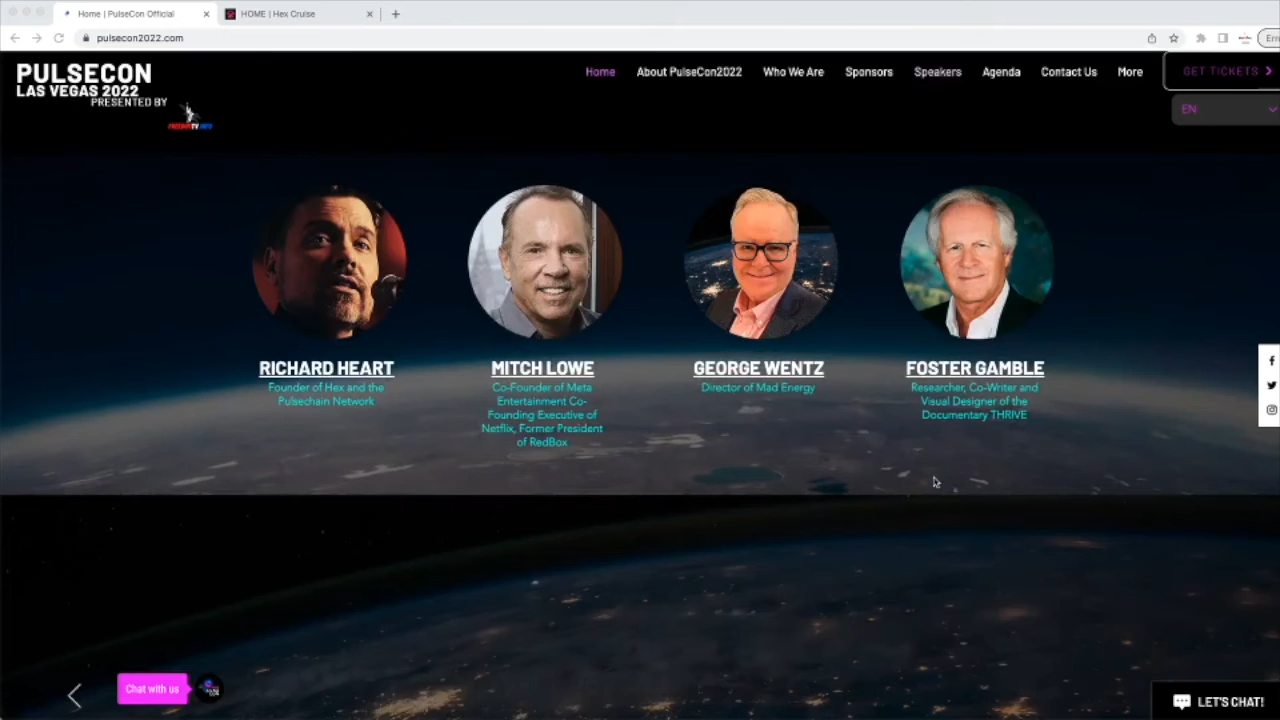 Home | PulseCon Official
HOME | Hex Cruise
pulsecon2022.com
PULSECON
LAS VEGAS 2022
PRESENTED BY
FREEDOMTV INFO
Home
About PulseCon2022
Who We Are
Sponsors
Speakers
Agenda
Contact Us
More
GET TICKETS
EN
RICHARD HEART
Founder of Hex and the
Pulsechain Network
MITCH LOWE
Co-Founder of Meta
Entertainment Co-
Founding Executive of
Netflix, Former President
of RedBox
GEORGE WENTZ
Director of Mad Energy
FOSTER GAMBLE
Researcher, Co-Writer and
Visual Designer of the
Documentary THRIVE
Chat with us
LET'S CHAT!